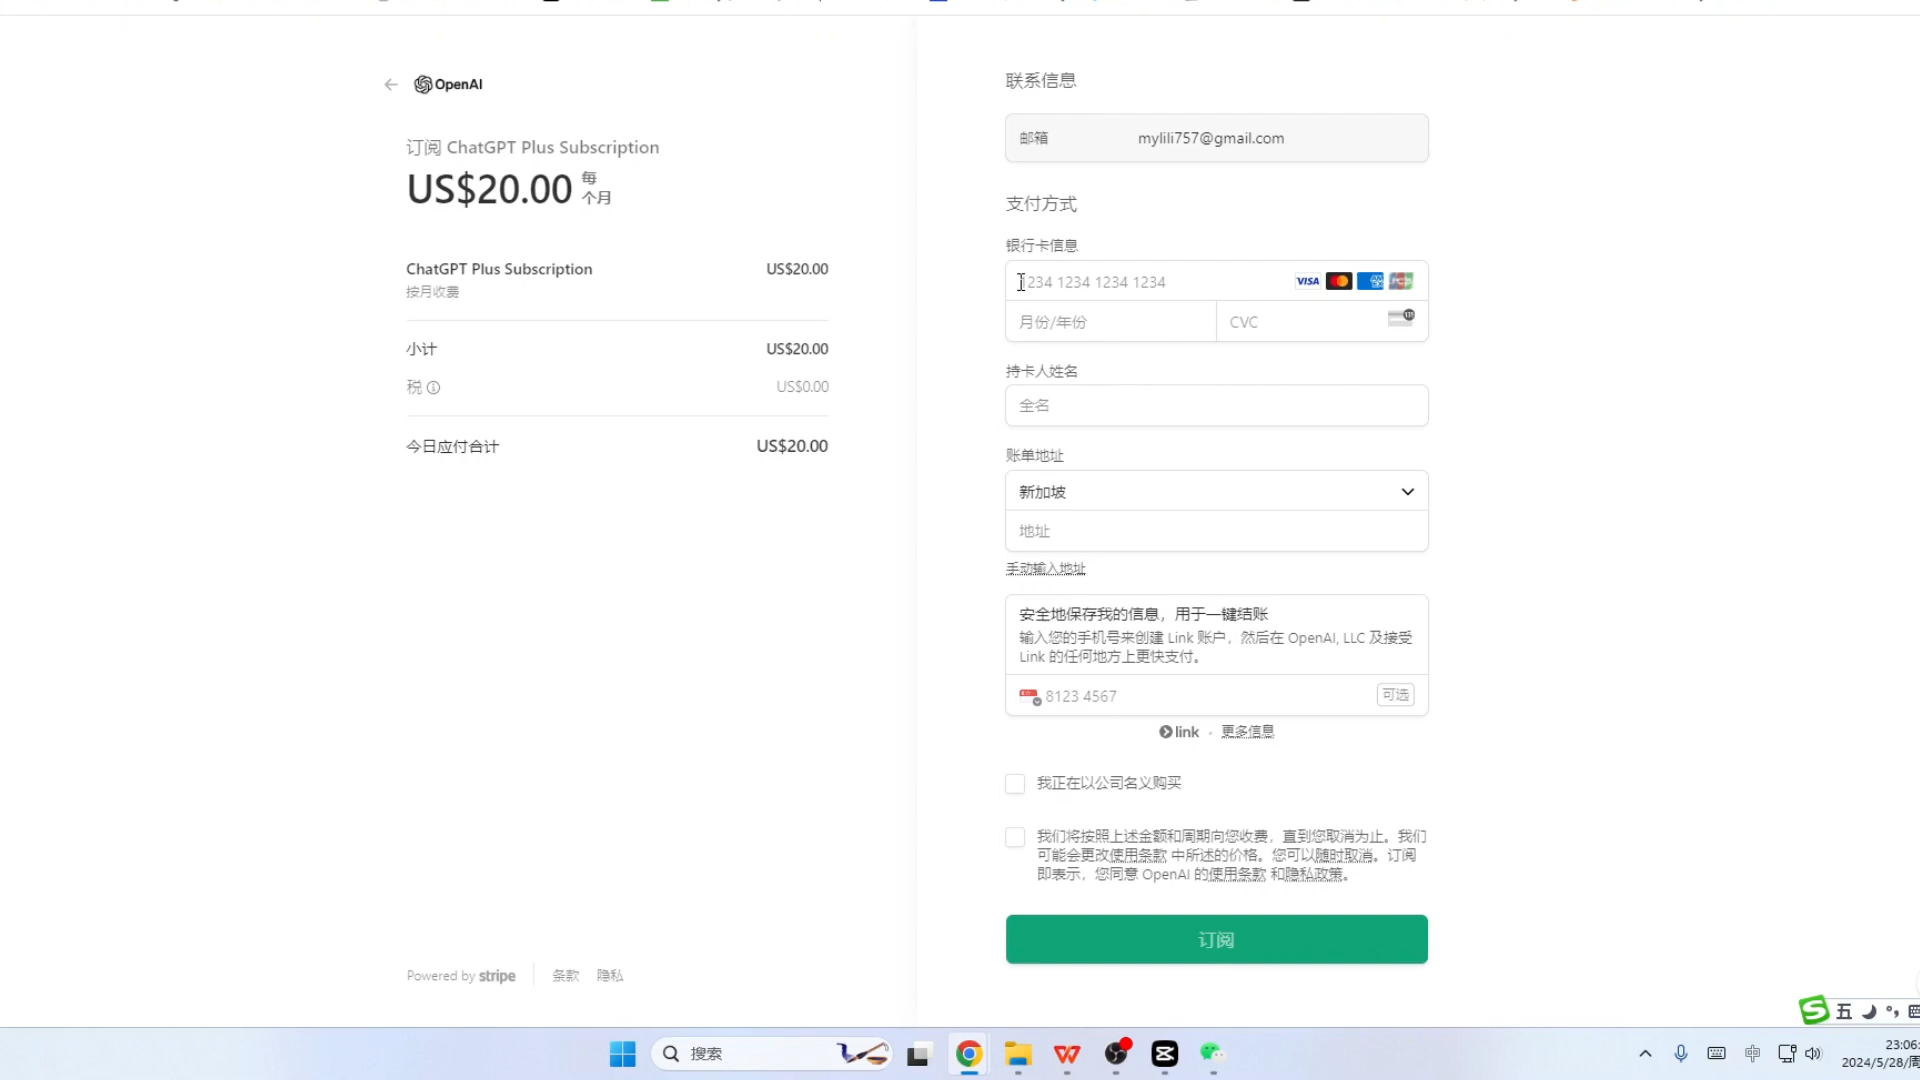 OpenAI
订阅 ChatGPT Plus Subscription
US$20.00 每个月
ChatGPT Plus Subscription US$20.00
按月收费
小计 US$20.00
税 US$0.00
今日应付合计 US$20.00
Powered by stripe 条款 隐私
联系信息
邮箱 mylili757@gmail.com
支付方式
银行卡信息
1234 1234 1234 1234 VISA
月份/年份 CVC
持卡人姓名
全名
账单地址
新加坡
地址
手动输入地址
安全地保存我的信息，用于一键结账
输入您的手机号来创建 Link 账户，然后在 OpenAI, LLC 及接受
Link 的任何地方上更快支付。
8123 4567 可选
link · 更多信息
我正在以公司名义购买
我们将按照上述金额和周期向您收费，直到您取消为止。我们
可能会更改使用条款 中所述的价格。您可以随时取消。订阅
即表示，您同意 OpenAI 的使用条款 和隐私政策。
订阅
五
搜索
中
23:06
2024/5/28/周